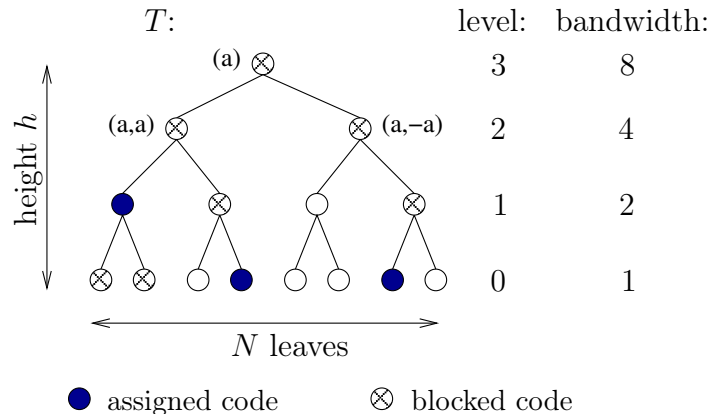 T: level: bandwidth:
(a) 3 8
(a,a) (a,−a) 2 4
height h
1 2
0 1
N leaves
assigned code blocked code